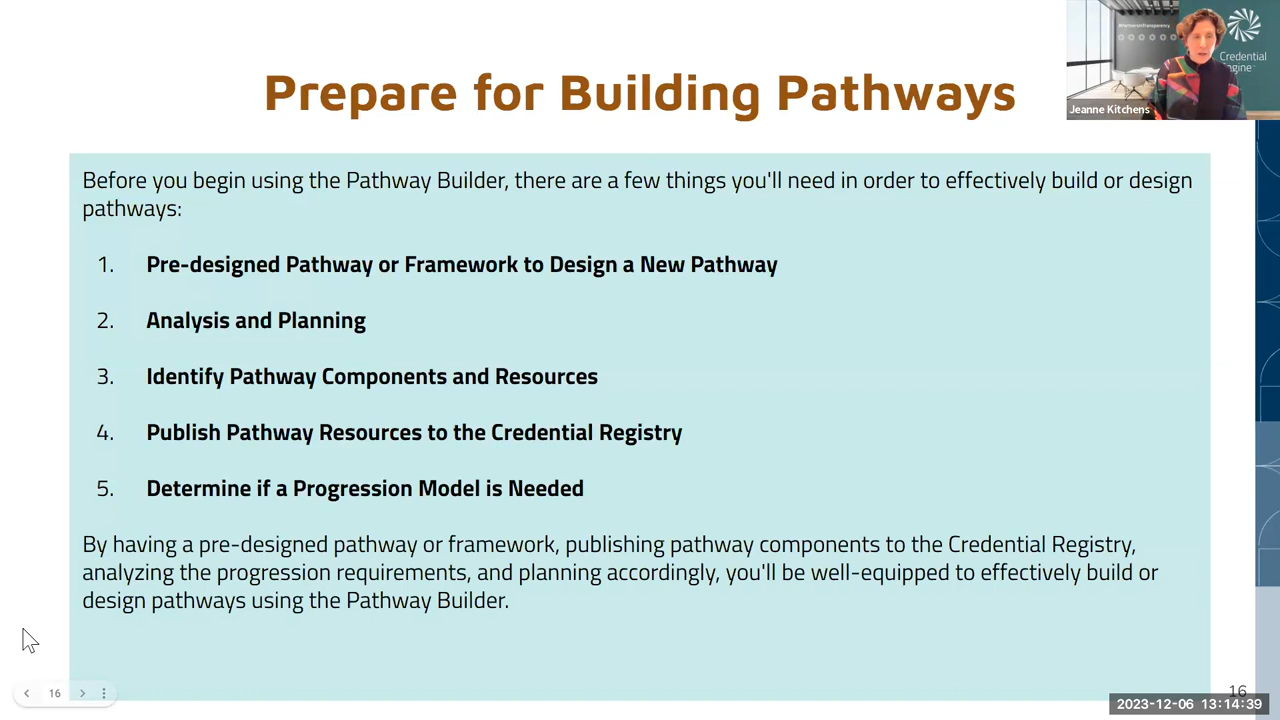 Prepare for Building Pathways
Credential
Engine
Jeanne Kitchens
Before you begin using the Pathway Builder, there are a few things you'll need in order to effectively build or design
pathways:
1. Pre-designed Pathway or Framework to Design a New Pathway
2. Analysis and Planning
3. Identify Pathway Components and Resources
4. Publish Pathway Resources to the Credential Registry
5. Determine if a Progression Model is Needed
By having a pre-designed pathway or framework, publishing pathway components to the Credential Registry,
analyzing the progression requirements, and planning accordingly, you'll be well-equipped to effectively build or
design pathways using the Pathway Builder.
16
16
2023-12-06 13:14:39